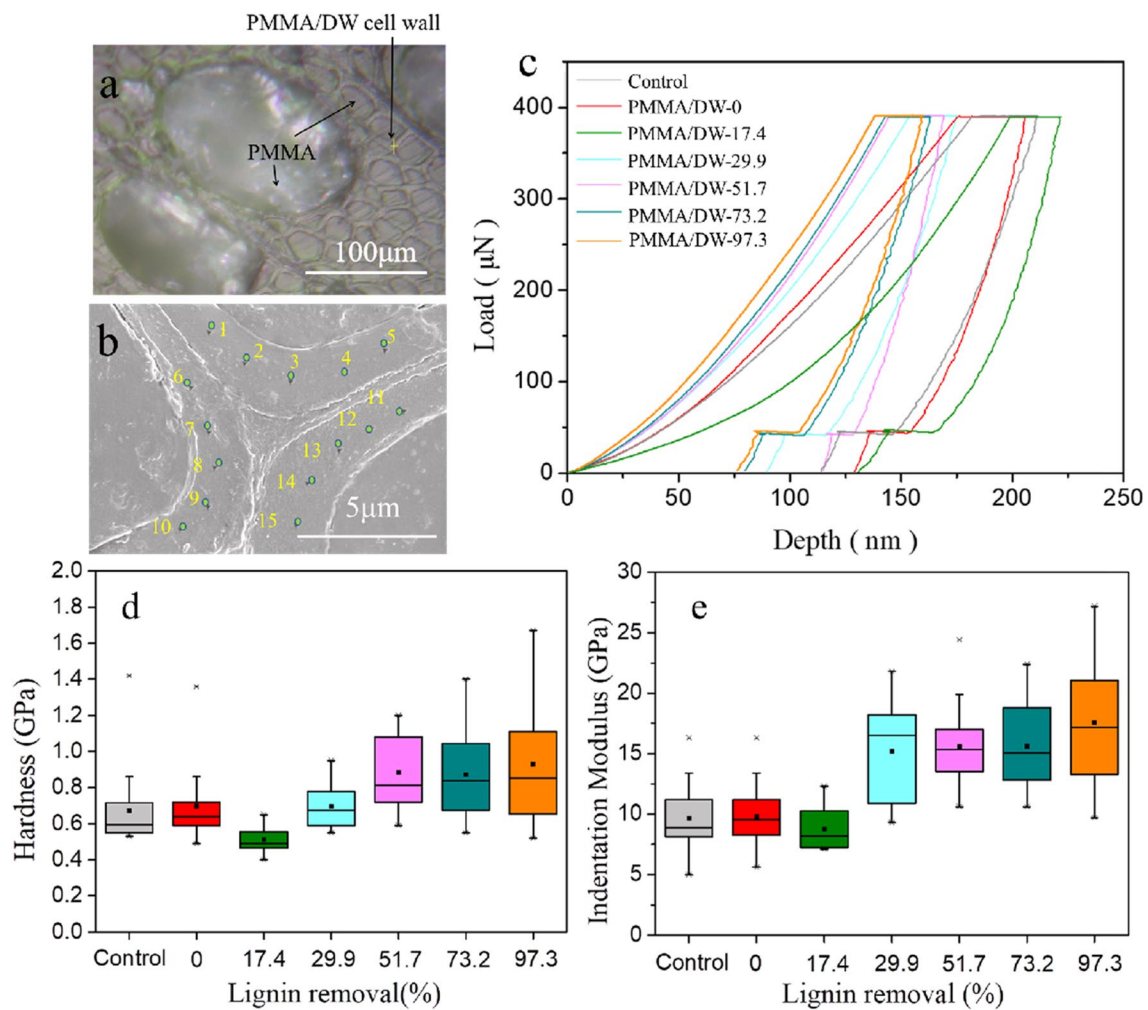 PMMA/DW cell wall
a
PMMA
100μm
b
1
2
3
4
5
6
7
8
9
10
11
12
13
14
15
5μm
c
Control
PMMA/DW-0
PMMA/DW-17.4
PMMA/DW-29.9
PMMA/DW-51.7
PMMA/DW-73.2
PMMA/DW-97.3
400
300
200
100
0
Load ( μN )
0 50 100 150 200 250
Depth ( nm )
d
2.0
1.8
1.6
1.4
1.2
1.0
0.8
0.6
0.4
0.2
0.0
Hardness (GPa)
Control 0 17.4 29.9 51.7 73.2 97.3
Lignin removal(%)
e
30
25
20
15
10
5
0
Indentation Modulus (GPa)
Control 0 17.4 29.9 51.7 73.2 97.3
Lignin removal (%)